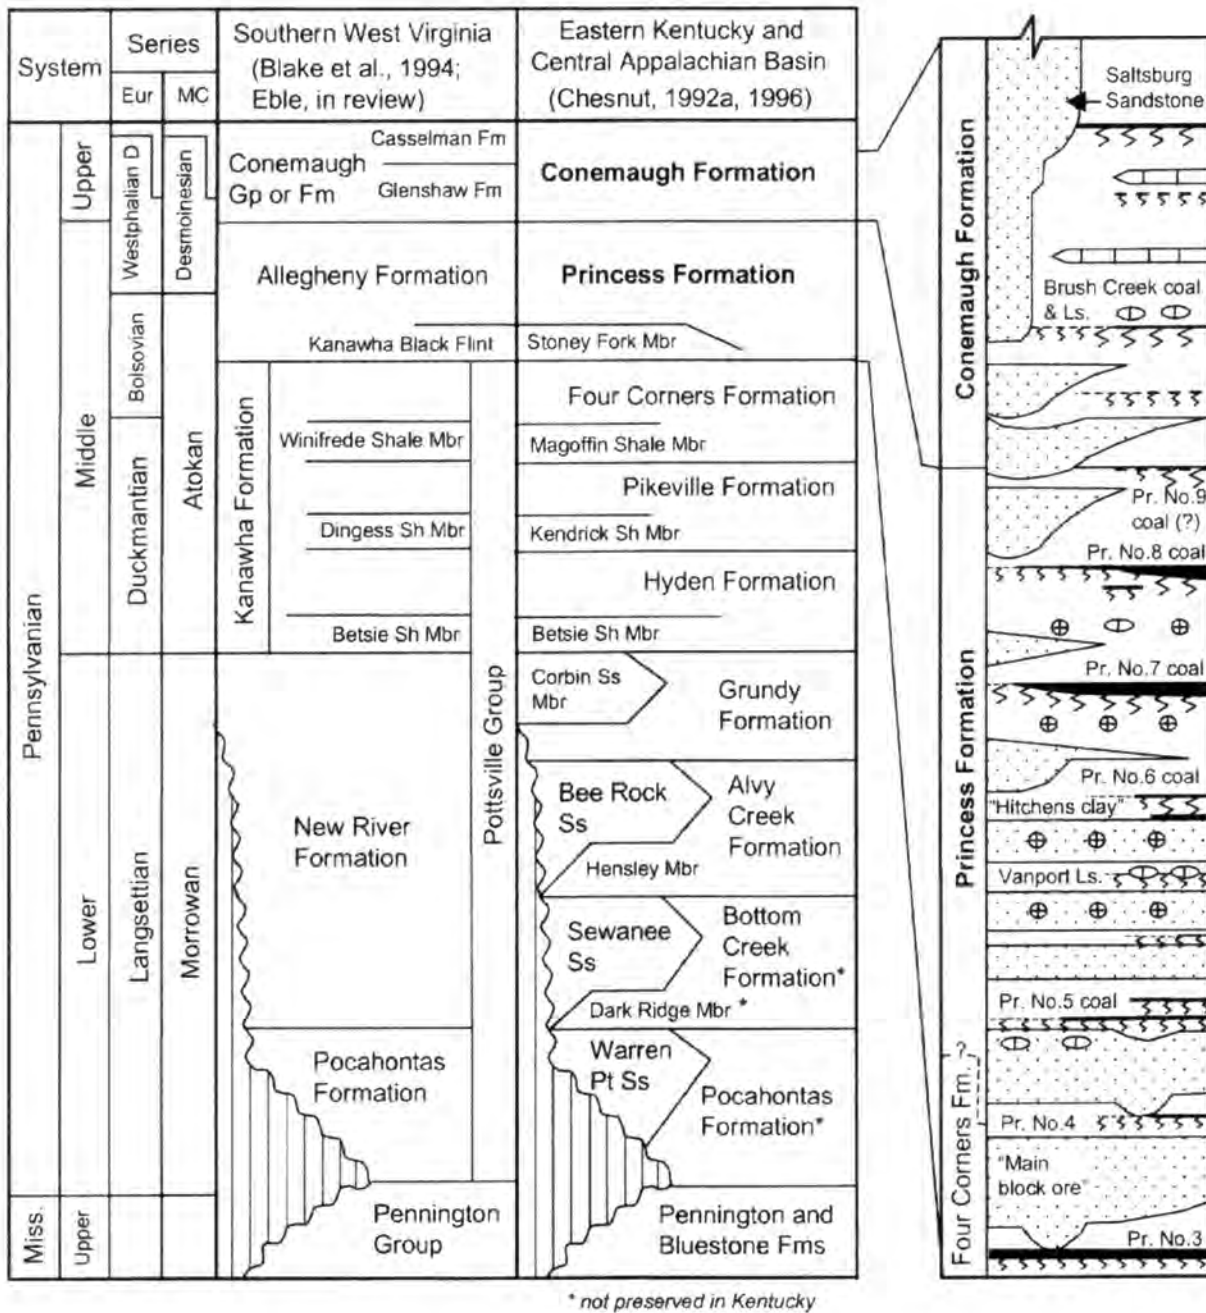 System
Series
Eur
MC
Southern West Virginia
(Blake et al., 1994;
Eble, in review)
Eastern Kentucky and
Central Appalachian Basin
(Chesnut, 1992a, 1996)
Pennsylvanian
Miss.
Upper
Middle
Lower
Upper
Westphalian D
Bolsovian
Duckmantian
Langsettian
Desmoinesian
Atokan
Morrowan
Conemaugh
Gp or Fm
Casselman Fm
Glenshaw Fm
Allegheny Formation
Kanawha Black Flint
Kanawha Formation
Winifrede Shale Mbr
Dingess Sh Mbr
Betsie Sh Mbr
New River
Formation
Pocahontas
Formation
Pennington
Group
Pottsville Group
Conemaugh Formation
Princess Formation
Stoney Fork Mbr
Four Corners Formation
Magoffin Shale Mbr
Pikeville Formation
Kendrick Sh Mbr
Hyden Formation
Betsie Sh Mbr
Corbin Ss
Mbr
Grundy
Formation
Bee Rock
Ss
Alvy
Creek
Formation
Hensley Mbr
Sewanee
Ss
Bottom
Creek
Formation*
Dark Ridge Mbr *
Warren
Pt Ss
Pocahontas
Formation*
Pennington and
Bluestone Fms
* not preserved in Kentucky
Conemaugh Formation
Princess Formation
Four Corners Fm.
?
Saltsburg
Sandstone
Brush Creek coal
& Ls.
Pr. No.9
coal (?)
Pr. No.8 coal
Pr. No.7 coal
Pr. No.6 coal
"Hitchens clay"
Vanport Ls.
Pr. No.5 coal
Pr. No.4
"Main
block ore"
Pr. No.3